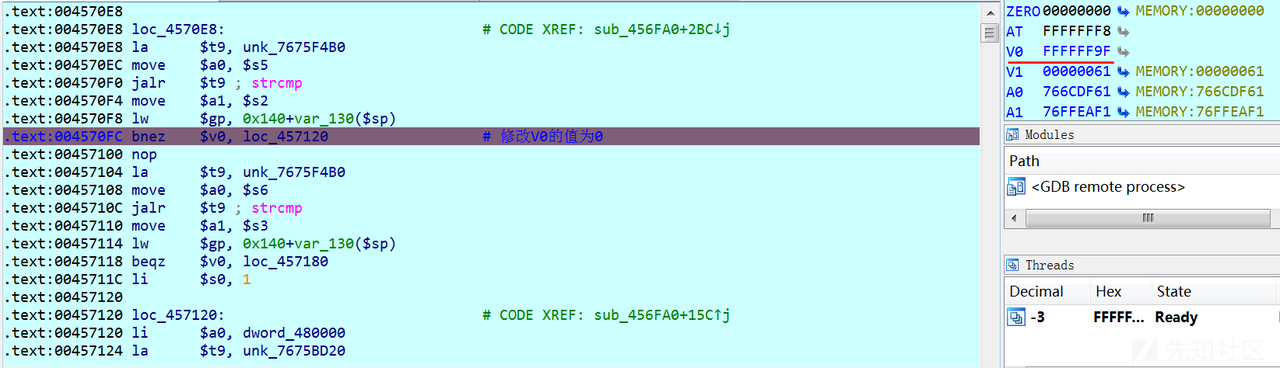 .text:004570E8
.text:004570E8 loc_4570E8: # CODE XREF: sub_456FA0+2BC↓j
.text:004570E8 la $t9, unk_7675F4B0
.text:004570EC move $a0, $s5
.text:004570F0 jalr $t9 ; strcmp
.text:004570F4 move $a1, $s2
.text:004570F8 lw $gp, 0x140+var_130($sp)
.text:004570FC bnez $v0, loc_457120 # 修改V0的值为0
.text:00457100 nop
.text:00457104 la $t9, unk_7675F4B0
.text:00457108 move $a0, $s6
.text:0045710C jalr $t9 ; strcmp
.text:00457110 move $a1, $s3
.text:00457114 lw $gp, 0x140+var_130($sp)
.text:00457118 beqz $v0, loc_457180
.text:0045711C li $s0, 1
.text:00457120
.text:00457120 loc_457120: # CODE XREF: sub_456FA0+15C↑j
.text:00457120 li $a0, dword_480000
.text:00457124 la $t9, unk_7675BD20
ZERO 00000000 MEMORY:00000000
AT FFFFFFF8
V0 FFFFFF9F
V1 00000061 MEMORY:00000061
A0 766CDF61 MEMORY:766CDF61
A1 76FFEAF1 MEMORY:76FFEAF1
Modules
Path
<GDB remote process>
Threads
Decimal Hex State
-3 FFFFF... Ready
先知社区